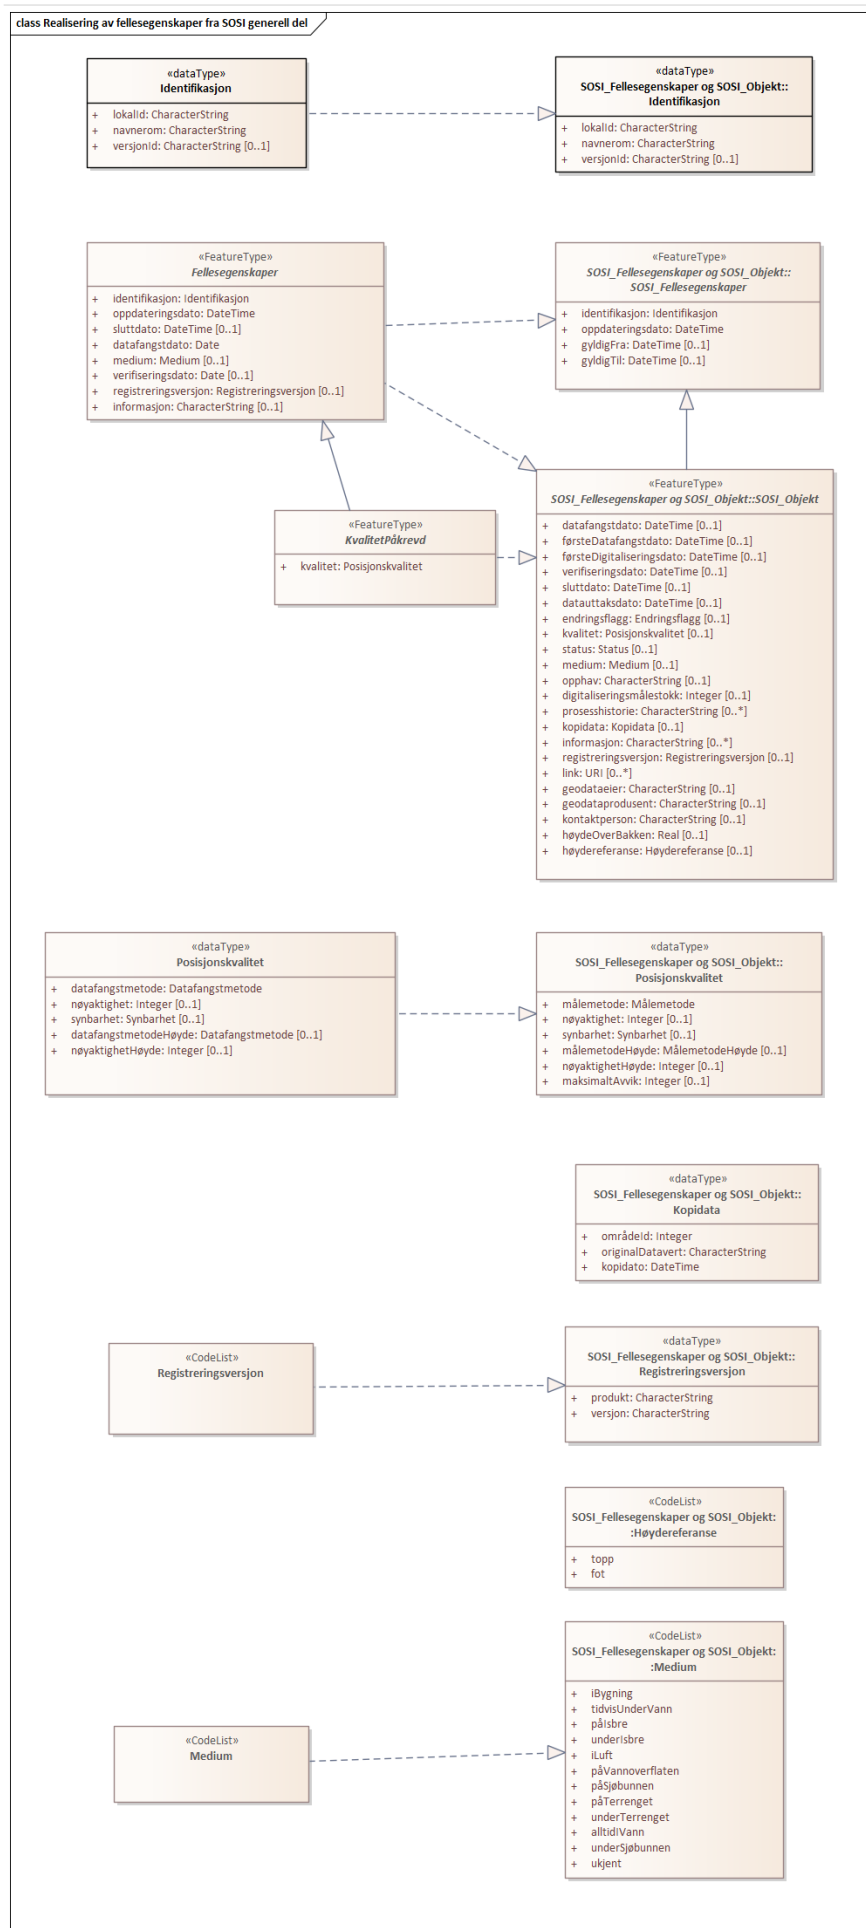 class Realisering av fellesegenskaper fra SOSI generell del
«dataType»
Identifikasjon
+ lokalId: CharacterString
+ navnerom: CharacterString
+ versjonId: CharacterString [0..1]
«dataType»
SOSI_Fellesegenskaper og SOSI_Objekt::
Identifikasjon
+ lokalId: CharacterString
+ navnerom: CharacterString
+ versjonId: CharacterString [0..1]
«FeatureType»
Fellesegenskaper
+ identifikasjon: Identifikasjon
+ oppdateringsdato: DateTime
+ sluttdato: DateTime [0..1]
+ datafangstdato: Date
+ medium: Medium [0..1]
+ verifiseringsdato: Date [0..1]
+ registreringsversjon: Registreringsversjon [0..1]
+ informasjon: CharacterString [0..1]
«FeatureType»
SOSI_Fellesegenskaper og SOSI_Objekt::
SOSI_Fellesegenskaper
+ identifikasjon: Identifikasjon
+ oppdateringsdato: DateTime
+ gyldigFra: DateTime [0..1]
+ gyldigTil: DateTime [0..1]
«FeatureType»
KvalitetPåkrevd
+ kvalitet: Posisjonskvalitet
«FeatureType»
SOSI_Fellesegenskaper og SOSI_Objekt::SOSI_Objekt
+ datafangstdato: DateTime [0..1]
+ førsteDatafangstdato: DateTime [0..1]
+ førsteDigitaliseringsdato: DateTime [0..1]
+ verifiseringsdato: DateTime [0..1]
+ sluttdato: DateTime [0..1]
+ datauttaksdato: DateTime [0..1]
+ endringsflagg: Endringsflagg [0..1]
+ kvalitet: Posisjonskvalitet [0..1]
+ status: Status [0..1]
+ medium: Medium [0..1]
+ opphav: CharacterString [0..1]
+ digitaliseringsmålestokk: Integer [0..1]
+ prosesshistorie: CharacterString [0..*]
+ kopidata: Kopidata [0..1]
+ informasjon: CharacterString [0..*]
+ registreringsversjon: Registreringsversjon [0..1]
+ link: URI [0..*]
+ geodataeier: CharacterString [0..1]
+ geodataprodusent: CharacterString [0..1]
+ kontaktperson: CharacterString [0..1]
+ høydeOverBakken: Real [0..1]
+ høydereferanse: Høydereferanse [0..1]
«dataType»
Posisjonskvalitet
+ datafangstmetode: Datafangstmetode
+ nøyaktighet: Integer [0..1]
+ synbarhet: Synbarhet [0..1]
+ datafangstmetodeHøyde: Datafangstmetode [0..1]
+ nøyaktighetHøyde: Integer [0..1]
«dataType»
SOSI_Fellesegenskaper og SOSI_Objekt::
Posisjonskvalitet
+ målemetode: Målemetode
+ nøyaktighet: Integer [0..1]
+ synbarhet: Synbarhet [0..1]
+ målemetodeHøyde: MålemetodeHøyde [0..1]
+ nøyaktighetHøyde: Integer [0..1]
+ maksimaltAvvik: Integer [0..1]
«dataType»
SOSI_Fellesegenskaper og SOSI_Objekt::
Kopidata
+ områdeId: Integer
+ originalDatavert: CharacterString
+ kopidato: DateTime
«CodeList»
Registreringsversjon
«dataType»
SOSI_Fellesegenskaper og SOSI_Objekt::
Registreringsversjon
+ produkt: CharacterString
+ versjon: CharacterString
«CodeList»
SOSI_Fellesegenskaper og SOSI_Objekt:
:Høydereferanse
+ topp
+ fot
«CodeList»
Medium
«CodeList»
SOSI_Fellesegenskaper og SOSI_Objekt:
:Medium
+ iBygning
+ tidvisUnderVann
+ påIsbre
+ underIsbre
+ iLuft
+ påVannoverflaten
+ påSjøbunnen
+ påTerrenget
+ underTerrenget
+ alltidIVann
+ underSjøbunnen
+ ukjent